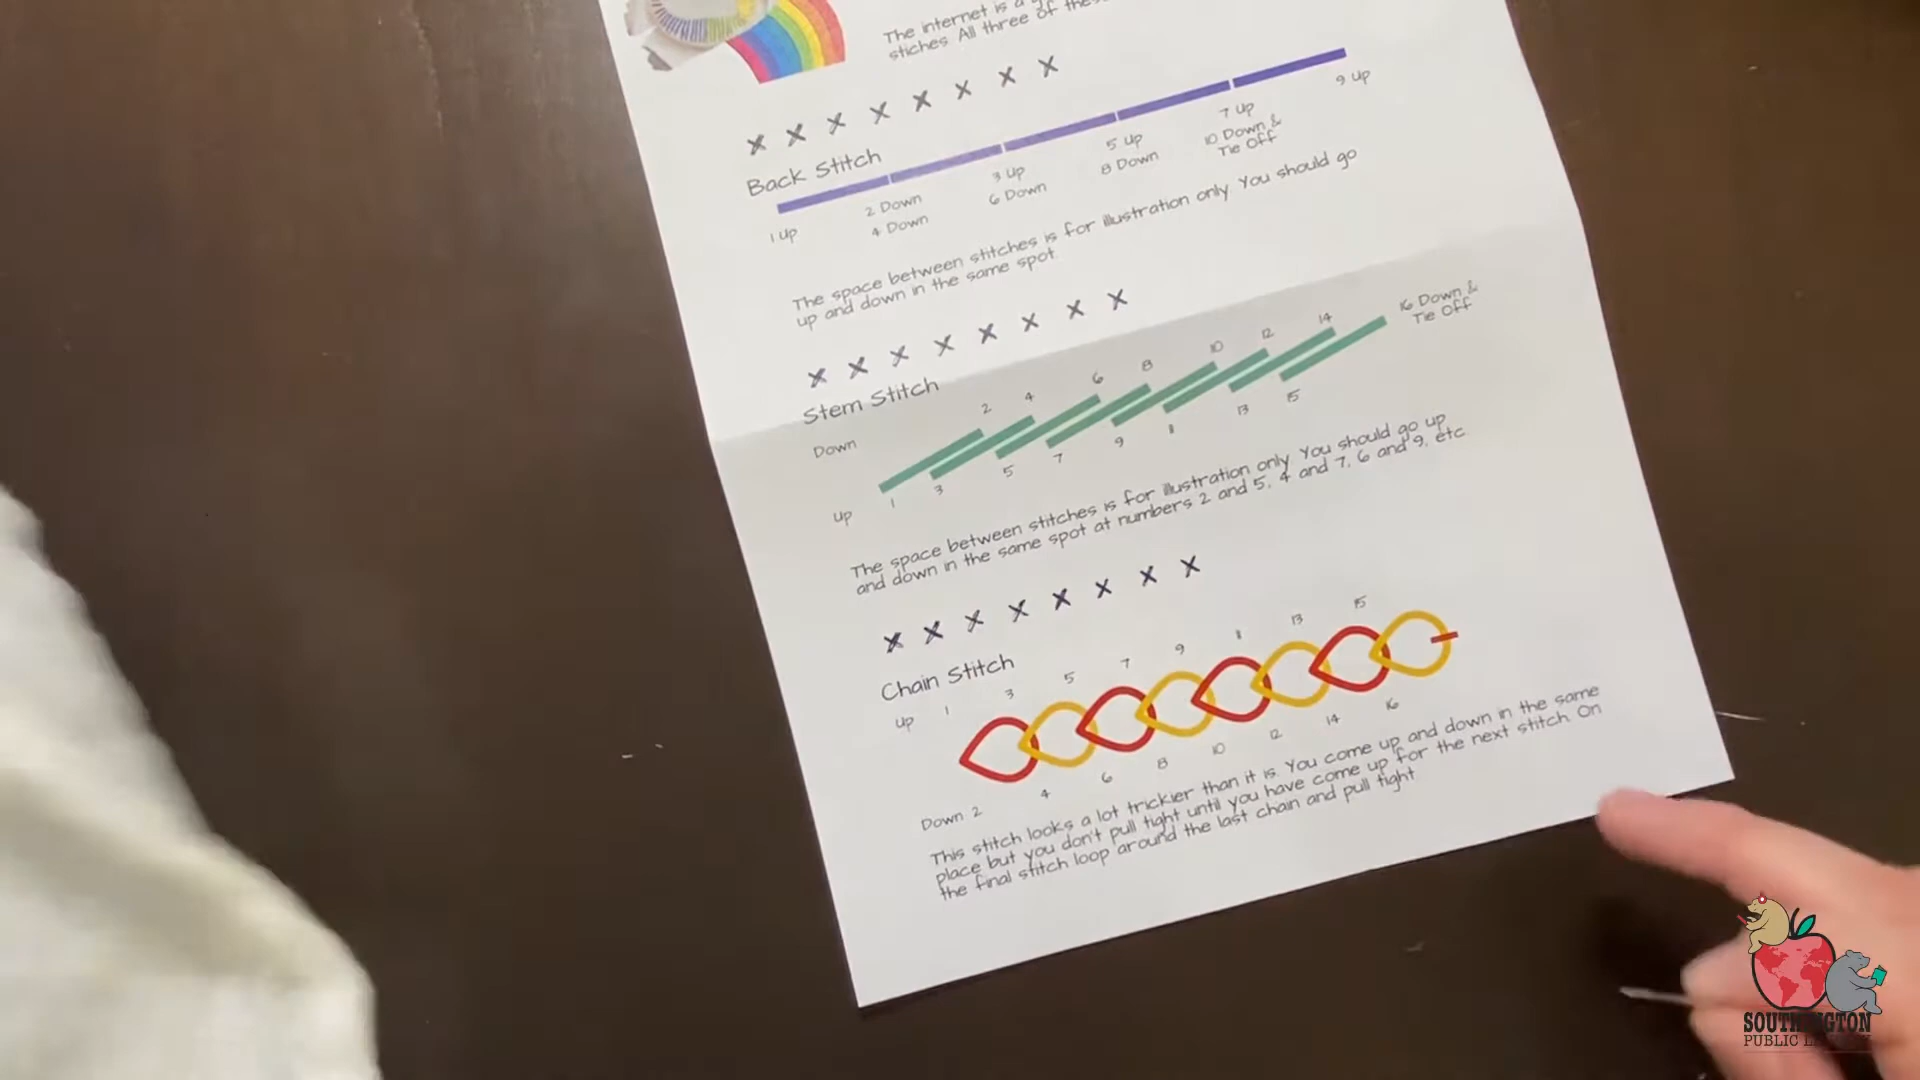 The internet is a
stiches. All three of these
x x x x x x x x
Back Stitch
1 Up
2 Down
4 Down
3 Up
6 Down
5 Up
8 Down
7 Up
10 Down &
Tie Off
9 Up
The space between stitches is for illustration only. You should go
up and down in the same spot.
x x x x x x x x
Stem Stitch
Down 2 4 6 8 10 12 14 16 Down &
Tie Off
Up 1 3 5 7 9 11 13 15
The space between stitches is for illustration only. You should go up
and down in the same spot at numbers 2 and 5, 4 and 7, 6 and 9, etc
x x x x x x x x
Chain Stitch
Up 1 3 5 7 9 11 13 15
Down 2 4 6 8 10 12 14 16
This stitch looks a lot trickier than it is. You come up and down in the same
place but you don't pull tight until you have come up for the next stitch. On
the final stitch loop around the last chain and pull tight
SOUTHINGTON
PUBLIC